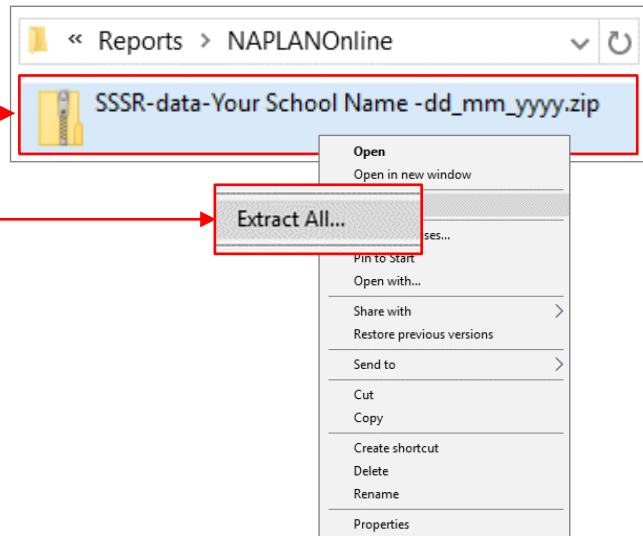 « Reports > NAPLANOnline
SSSR-data-Your School Name -dd_mm_yyyy.zip
Open
Open in new window
Extract All...
ses...
Pin to Start
Open with...
Share with
Restore previous versions
Send to
Cut
Copy
Create shortcut
Delete
Rename
Properties